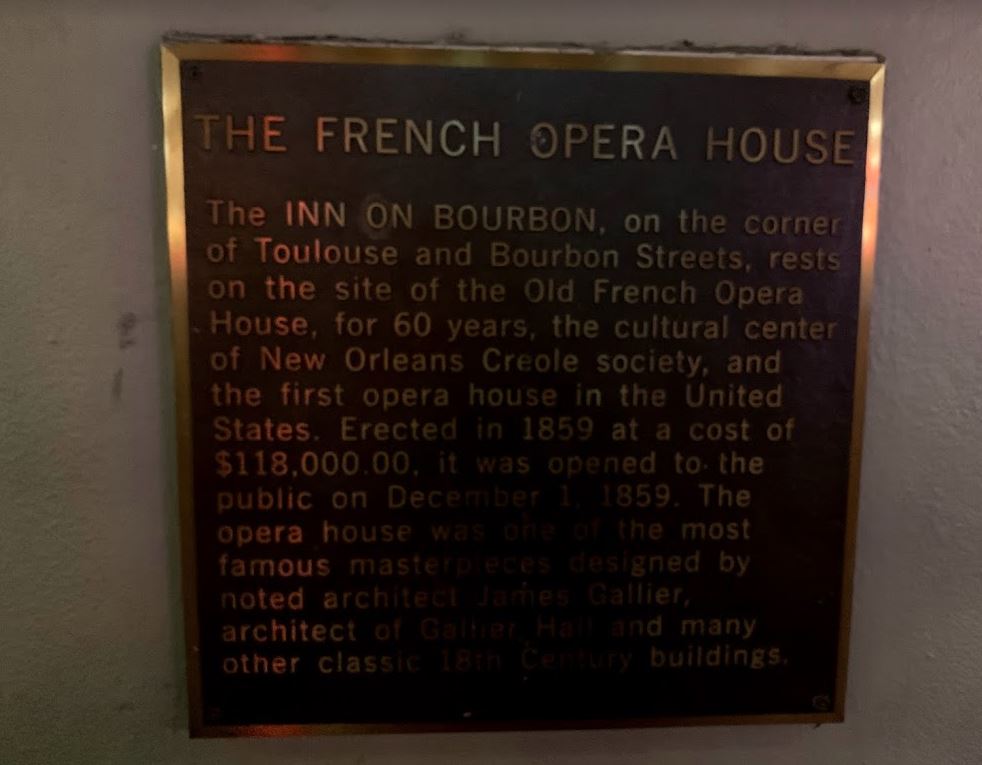 THE FRENCH OPERA HOUSE
The INN ON BOURBON, on the corner
of Toulouse and Bourbon Streets, rests
on the site of the Old French Opera
House, for 60 years, the cultural center
of New Orleans Creole society, and
the first opera house in the United
States. Erected in 1859 at a cost of
$118,000.00, it was opened to the
public on December 1, 1859. The
opera house was one of the most
famous masterpieces designed by
noted architect James Gallier,
architect of Gallier Hall and many
other classic 18th Century buildings.